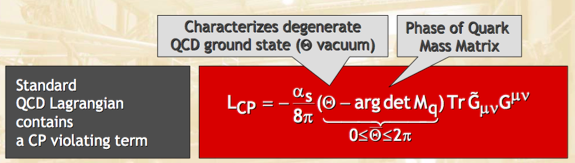 Characterizes degenerate
QCD ground state (Θ vacuum)
Phase of Quark
Mass Matrix
Standard
QCD Lagrangian
contains
a CP violating term
L_CP = −α_s/8π (Θ − arg det M_q) Tr G̃_μν G^μν
0≤Θ̄≤2π